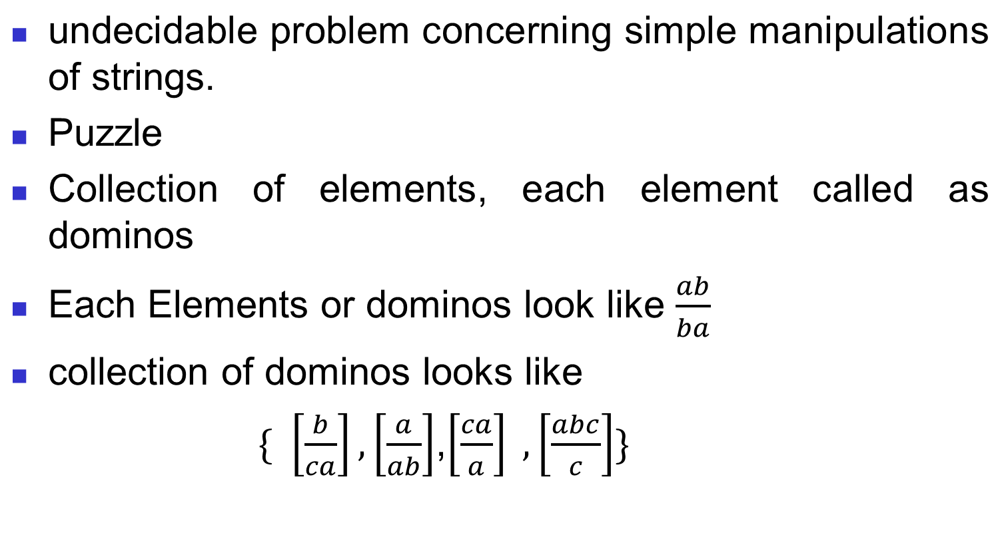 ▪ undecidable problem concerning simple manipulations
of strings.
▪ Puzzle
▪ Collection of elements, each element called as
dominos
▪ Each Elements or dominos look like $\frac{ab}{ba}$
▪ collection of dominos looks like
$\{ \left[\frac{b}{ca}\right], \left[\frac{a}{ab}\right], \left[\frac{ca}{a}\right], \left[\frac{abc}{c}\right] \}$